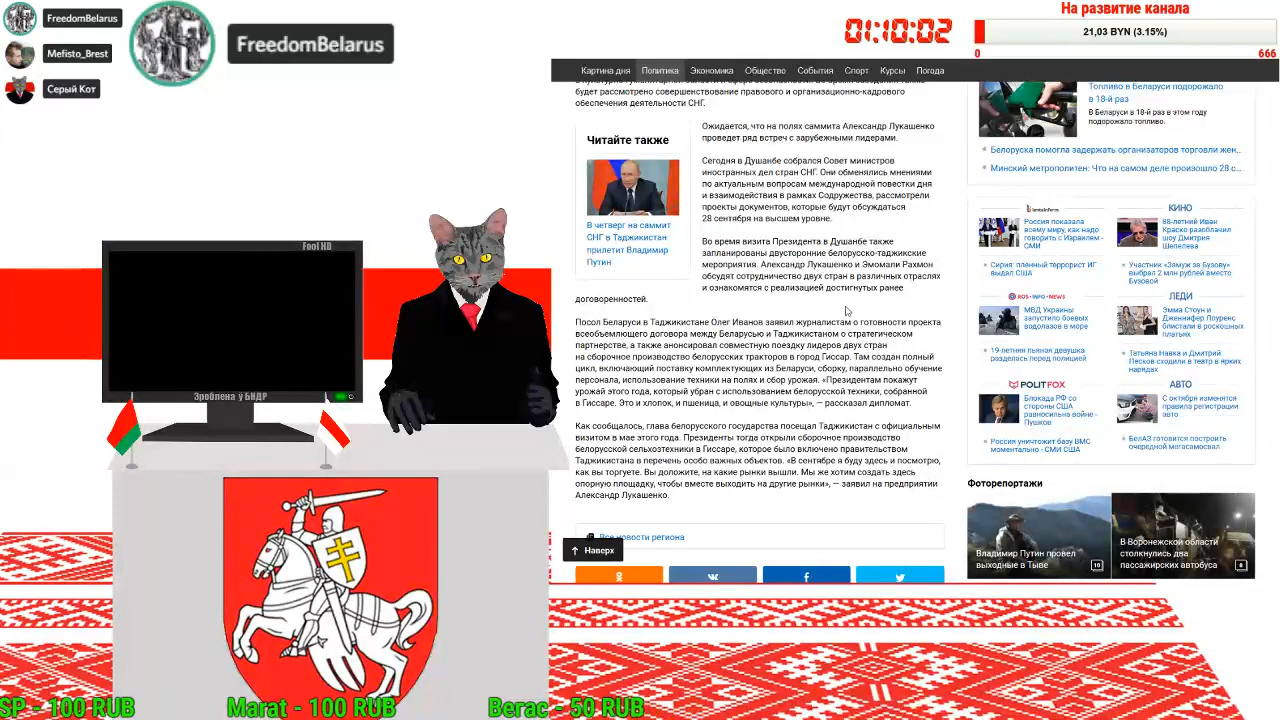 FreedomBelarus
Mefisto_Brest
Серый Кот
FreedomBelarus
01:10:02
На развитие канала
21,03 BYN (3.15%)
0
666
Картина дня
Политика
Экономика
Общество
События
Спорт
Курсы
Погода
будет рассмотрено совершенствование правового и организационно-кадрового
обеспечения деятельности СНГ.
Читайте также
В четверг на саммит
СНГ в Таджикистан
прилетит Владимир
Путин
Ожидается, что на полях саммита Александр Лукашенко
проведет ряд встреч с зарубежными лидерами.
Сегодня в Душанбе собрался Совет министров
иностранных дел стран СНГ. Они обменялись мнениями
по актуальным вопросам международной повестки дня
и взаимодействия в рамках Содружества, рассмотрели
проекты документов, которые будут обсуждаться
28 сентября на высшем уровне.
Во время визита Президента в Душанбе также
запланированы двусторонние белорусско-таджикские
мероприятия. Александр Лукашенко и Эмомали Рахмон
обсудят сотрудничество двух стран в различных отраслях
и ознакомятся с реализацией достигнутых ранее
договоренностей.
Посол Беларуси в Таджикистане Олег Иванов заявил журналистам о готовности проекта
всеобъемлющего договора между Беларусью и Таджикистаном о стратегическом
партнерстве, а также анонсировал совместную поездку лидеров двух стран
на сборочное производство белорусских тракторов в город Гиссар. Там создан полный
цикл, включающий поставку комплектующих из Беларуси, сборку, параллельно обучение
персонала, использование техники на полях и сбор урожая. «Президентам покажут
урожай этого года, который убран с использованием белорусской техники, собранной
в Гиссаре. Это и хлопок, и пшеница, и овощные культуры», — рассказал дипломат.
Как сообщалось, глава белорусского государства посещал Таджикистан с официальным
визитом в мае этого года. Президенты тогда открыли сборочное производство
белорусской сельхозтехники в Гиссаре, которое было включено правительством
Таджикистана в перечень особо важных объектов. «В сентябре я буду здесь и посмотрю,
как вы торгуете. Вы доложите, на какие рынки вышли. Мы же хотим создать здесь
опорную площадку, чтобы вместе выходить на другие рынки», — заявил на предприятии
Александр Лукашенко.
Все новости региона
Наверх
Топливо в Беларуси подорожало
в 18-й раз
В Беларуси в 18-й раз в этом году
подорожало топливо.
Белоруска помогла задержать организаторов торговли жен...
Минский метрополитен: Что на самом деле произошло 28 с...
lentainform
Россия показала
всему миру, как надо
говорить с Израилем -
СМИ
Сирия: пленный террорист ИГ
выдал США
КИНО
88-летний Иван
Краско разоблачил
шоу Дмитрия
Шепелева
Участник «Замуж за Бузову»
выбрал 2 млн рублей вместо
Бузовой
ROS-INFO-NEWS
МВД Украины
запустило боевых
водолазов в море
19-летняя пьяная девушка
разделась перед полицией
ЛЕДИ
Эмма Стоун и
Дженнифер Лоуренс
блистали в роскошных
платьях
Татьяна Навка и Дмитрий
Песков сходили в театр в ярких
нарядах
POLITFOX
Блокада РФ со
стороны США
равносильна войне -
Пушков
Россия уничтожит базу ВМС
моментально - СМИ США
АВТО
С октября изменятся
правила регистрации
авто
БелАЗ готовится построить
очередной мегасамосвал
Фоторепортажи
Владимир Путин провел
выходные в Тыве
10
В Воронежской области
столкнулись два
пассажирских автобуса
8
Fool HD
Зроблена ў БНДР
SP - 100 RUB
Marat - 100 RUB
Вегас - 50 RUB